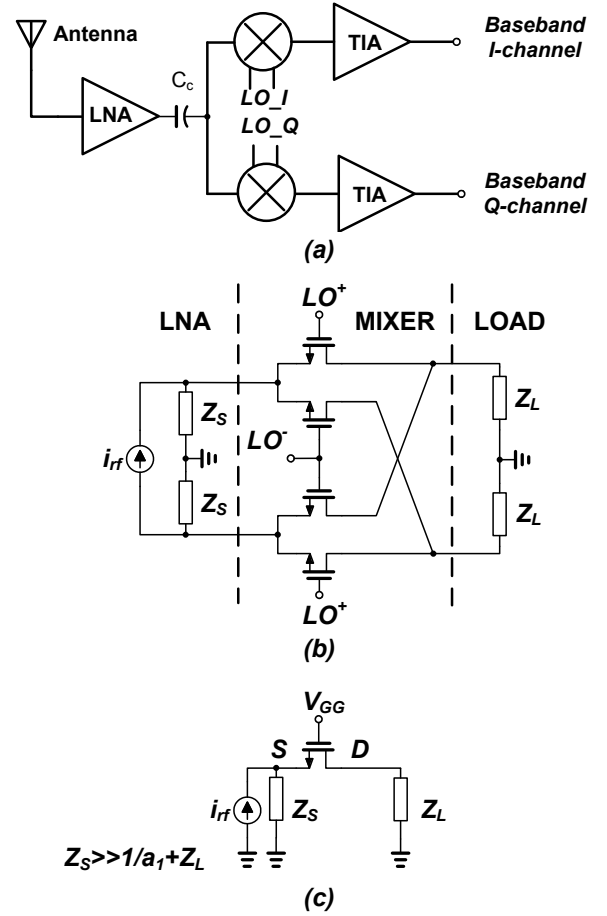 Antenna
LNA
C_c
LO_I
LO_Q
TIA
Baseband
I-channel
TIA
Baseband
Q-channel
(a)
LNA
MIXER
LOAD
LO⁺
i_rf
Z_S
Z_S
LO⁻
LO⁺
Z_L
Z_L
(b)
V_GG
S
D
i_rf
Z_S
Z_L
Z_S>>1/a₁+Z_L
(c)